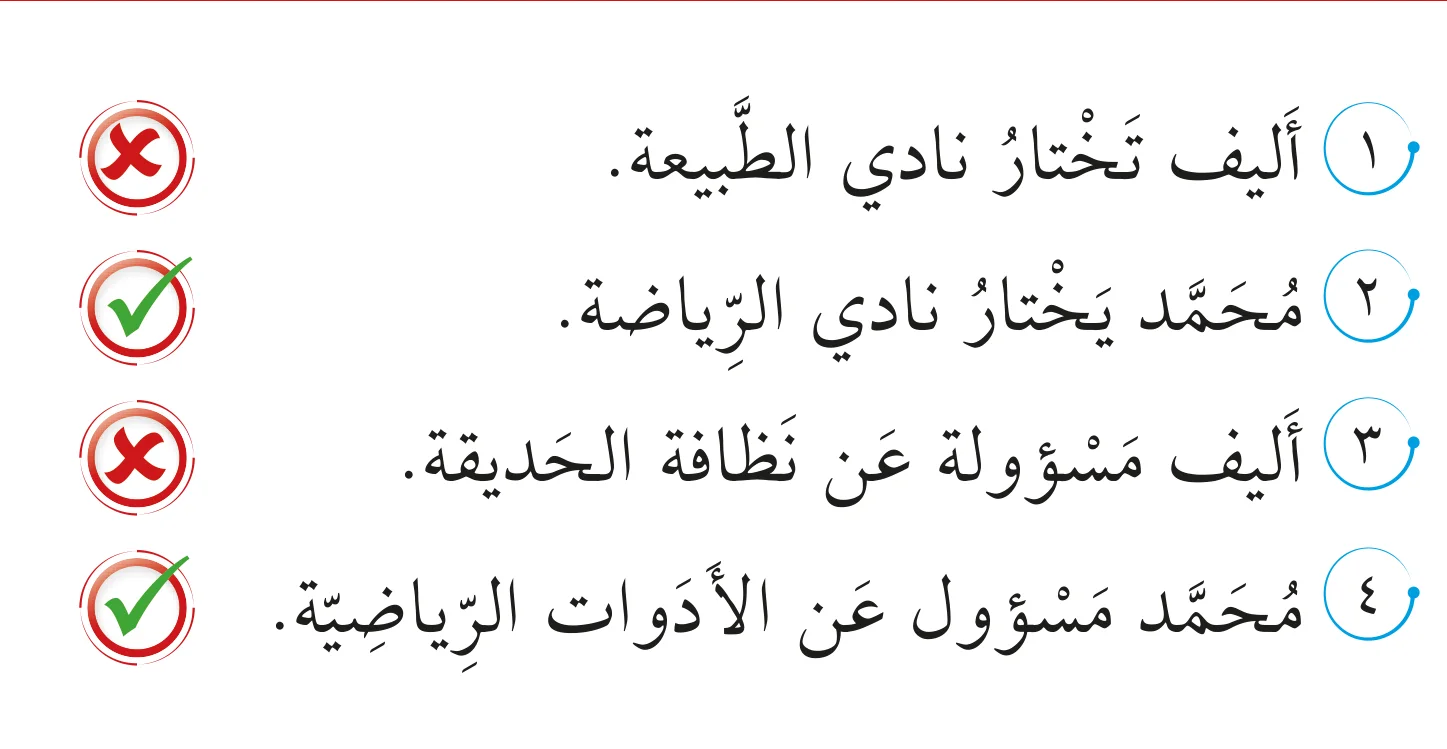 ١ أَليف تَخْتارُ نادي الطَّبيعة.
٢ مُحَمَّد يَخْتارُ نادي الرِّياضة.
٣ أَليف مَسْؤولة عَن نَظافة الحَديقة.
٤ مُحَمَّد مَسْؤول عَن الأَدَوات الرِّياضِيّة.